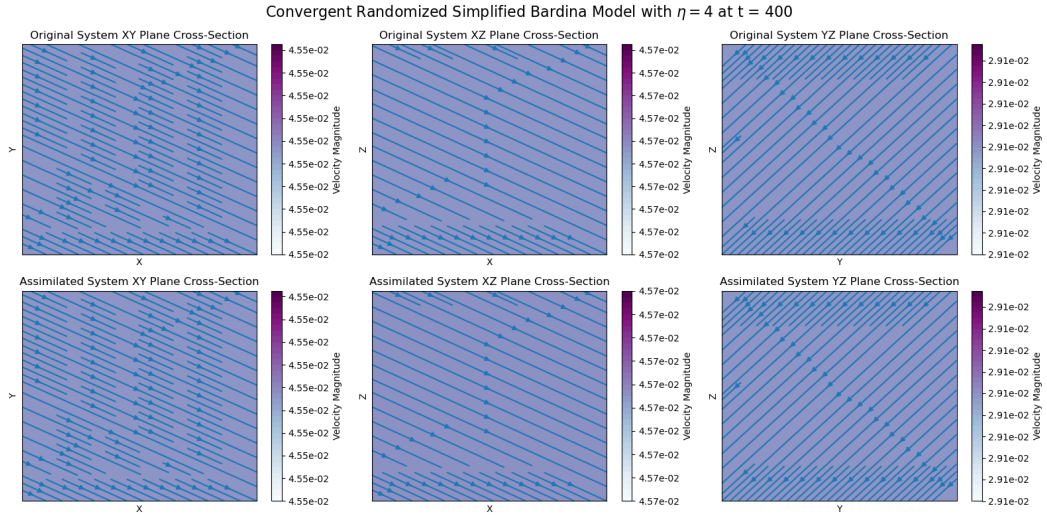 Convergent Randomized Simplified Bardina Model with η = 4 at t = 400
Original System XY Plane Cross-Section
Y
X
4.55e-02
4.55e-02
4.55e-02
4.55e-02
4.55e-02
4.55e-02
4.55e-02
4.55e-02
4.55e-02
4.55e-02
Velocity Magnitude
Original System XZ Plane Cross-Section
Z
X
4.57e-02
4.57e-02
4.57e-02
4.57e-02
4.57e-02
4.57e-02
4.57e-02
Velocity Magnitude
Original System YZ Plane Cross-Section
Z
Y
2.91e-02
2.91e-02
2.91e-02
2.91e-02
2.91e-02
2.91e-02
2.91e-02
2.91e-02
Velocity Magnitude
Assimilated System XY Plane Cross-Section
Y
X
4.55e-02
4.55e-02
4.55e-02
4.55e-02
4.55e-02
4.55e-02
4.55e-02
4.55e-02
4.55e-02
4.55e-02
Velocity Magnitude
Assimilated System XZ Plane Cross-Section
Z
X
4.57e-02
4.57e-02
4.57e-02
4.57e-02
4.57e-02
4.57e-02
4.57e-02
4.57e-02
4.57e-02
4.57e-02
Velocity Magnitude
Assimilated System YZ Plane Cross-Section
Z
Y
2.91e-02
2.91e-02
2.91e-02
2.91e-02
2.91e-02
2.91e-02
2.91e-02
2.91e-02
Velocity Magnitude